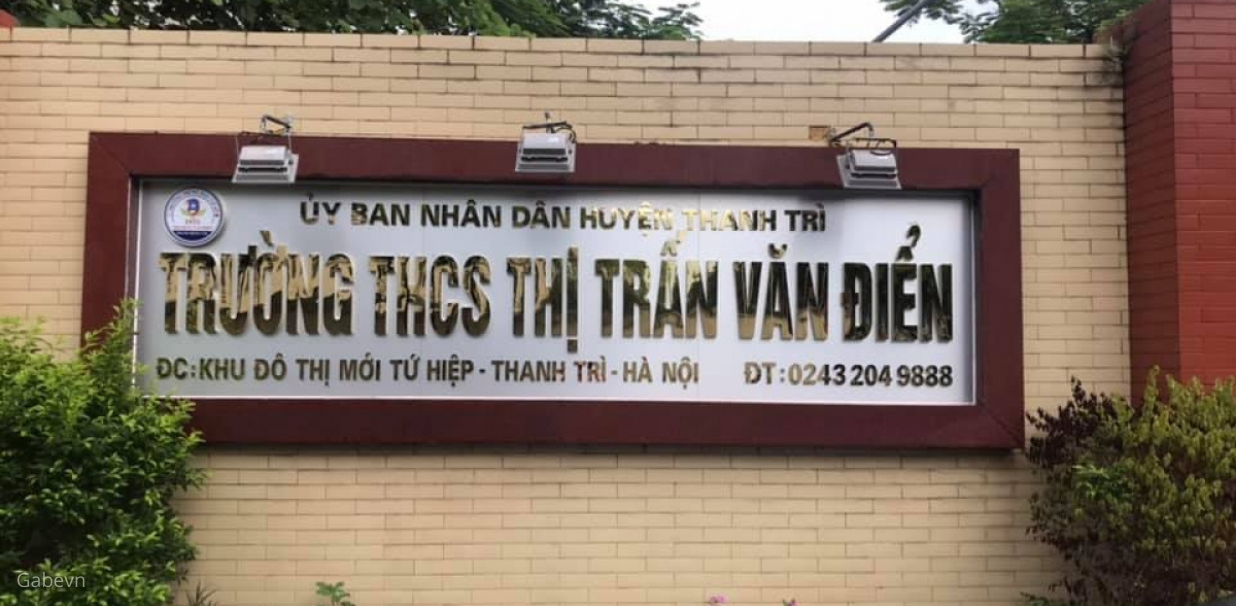 ỦY BAN NHÂN DÂN HUYỆN THANH TRÌ
TRƯỜNG THCS THỊ TRẤN VĂN ĐIỂN
ĐC:KHU ĐÔ THỊ MỚI TỨ HIỆP - THANH TRÌ - HÀ NỘI ĐT:0243 204 9888
Gabevn